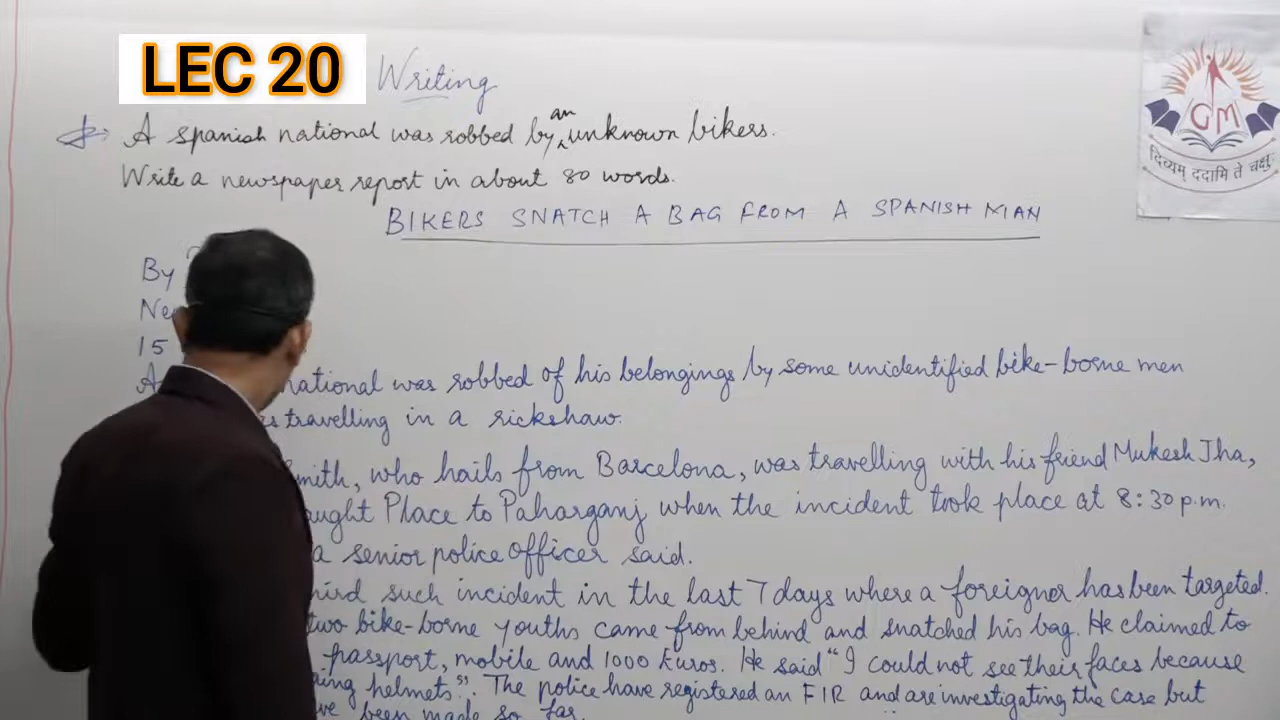 LEC 20
Writing
A spanish national was robbed by an unknown bikers.
Write a newspaper report in about 80 words.
BIKERS SNATCH A BAG FROM A SPANISH MAN
By
15
national was robbed of his belongings by some unidentified bike-borne men
travelling in a rickshaw.
who hails from Barcelona, was travelling with his friend Mukesh Jha,
Place to Paharganj when the incident took place at 8:30 p.m.
a senior police officer said.
such incident in the last 7 days where a foreigner has been targeted.
two bike-borne youths came from behind and snatched his bag. He claimed to
passport, mobile and 1000 Euros. He said "I could not see their faces because
helmets". The police have registered an FIR and are investigating the case but
been made so far.
GM
दिव्यम् ददामि ते चक्षुः